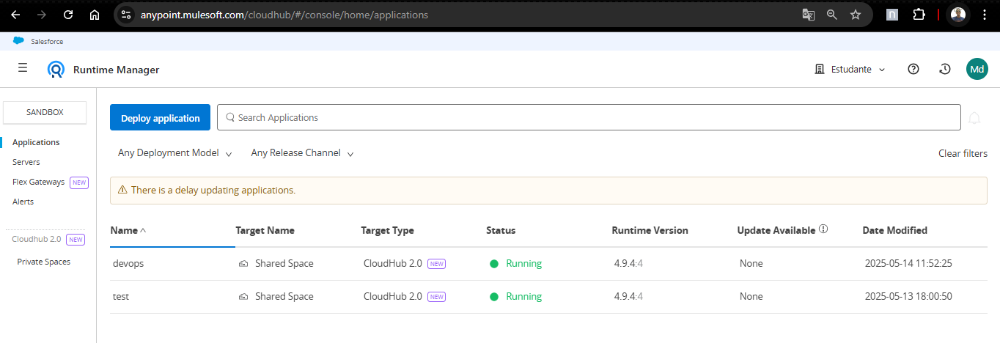 anypoint.mulesoft.com/cloudhub/#/console/home/applications
Salesforce
Runtime Manager
Estudante
Md
SANDBOX
Deploy application
Search Applications
Applications
Servers
Flex Gateways NEW
Alerts
Cloudhub 2.0 NEW
Private Spaces
Any Deployment Model
Any Release Channel
Clear filters
There is a delay updating applications.
Name Target Name Target Type Status Runtime Version Update Available Date Modified
devops Shared Space CloudHub 2.0 NEW Running 4.9.4:4 None 2025-05-14 11:52:25
test Shared Space CloudHub 2.0 NEW Running 4.9.4:4 None 2025-05-13 18:00:50